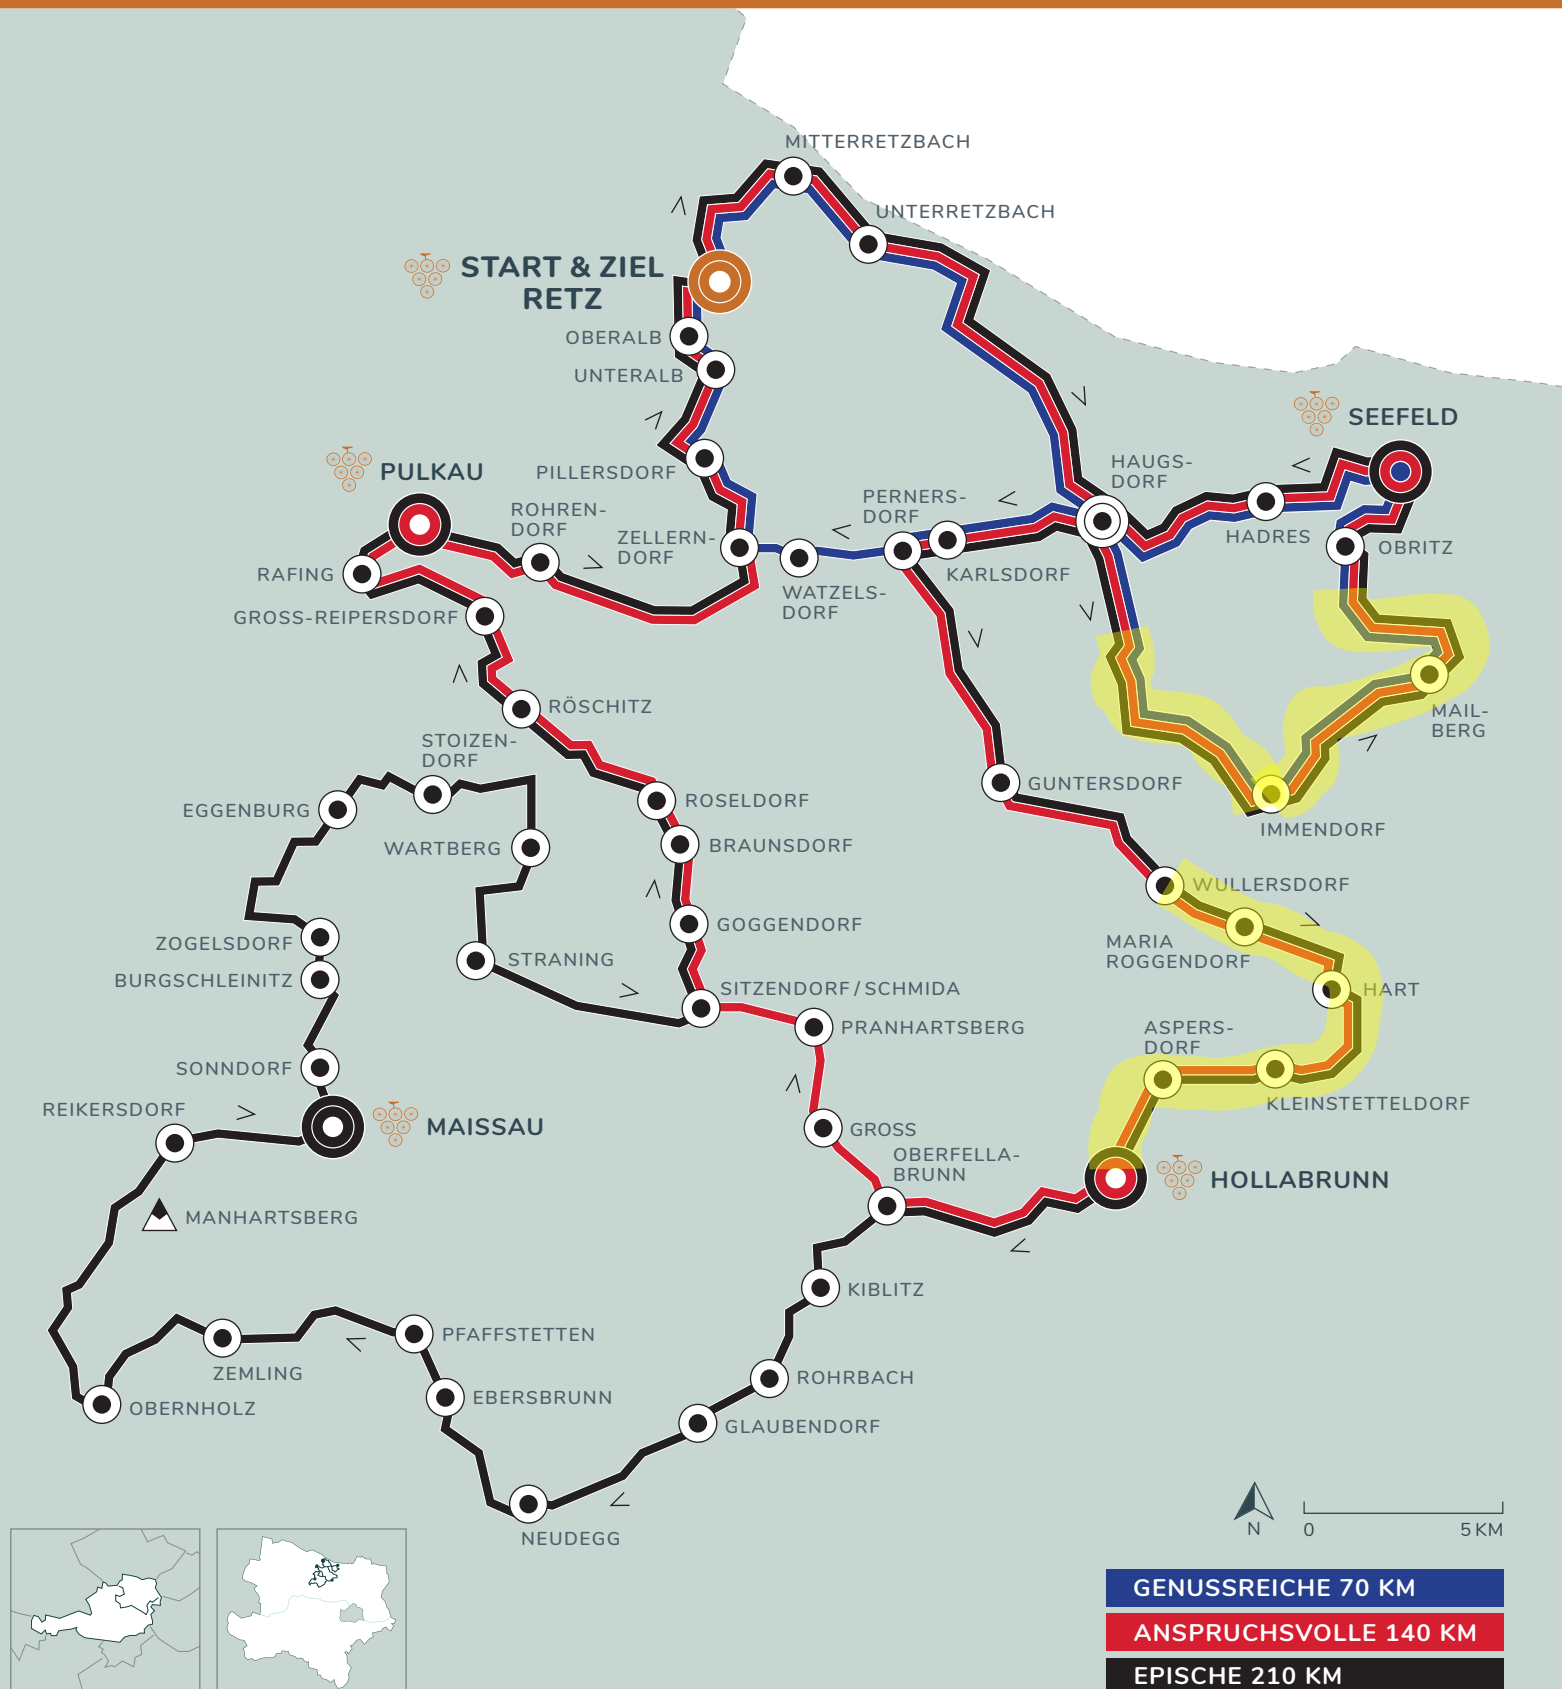 MITTERRETZBACH
UNTERRETZBACH
START & ZIEL
RETZ
OBERALB
UNTERALB
SEEFELD
PULKAU
PILLERSDORF
HAUGS-
DORF
PERNERS-
DORF
ROHREN-
DORF
ZELLERN-
DORF
HADRES
OBRITZ
RAFING
KARLSDORF
WATZELS-
DORF
GROSS-REIPERSDORF
RÖSCHITZ
MAIL-
BERG
STOIZEN-
DORF
GUNTERSDORF
EGGENBURG
ROSELDORF
IMMENDORF
WARTBERG
BRAUNSDORF
WULLERSDORF
GOGGENDORF
ZOGELSDORF
MARIA
ROGGENDORF
STRANING
BURGSCHLEINITZ
SITZENDORF / SCHMIDA
HART
PRANHARTSBERG
ASPERS-
DORF
SONNDORF
REIKERSDORF
KLEINSTETTELDORF
MAISSAU
GROSS
OBERFELLA-
BRUNN
HOLLABRUNN
MANHARTSBERG
KIBLITZ
PFAFFSTETTEN
ZEMLING
ROHRBACH
EBERSBRUNN
OBERNHOLZ
GLAUBENDORF
NEUDEGG
N
0
5 KM
GENUSSREICHE 70 KM
ANSPRUCHSVOLLE 140 KM
EPISCHE 210 KM